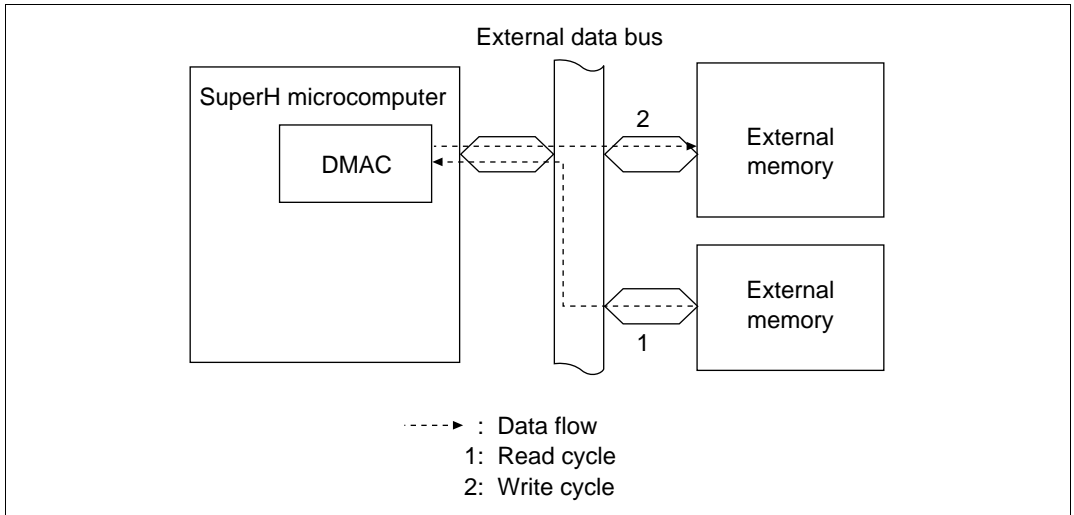 External data bus
SuperH microcomputer
DMAC
2
External
memory
External
memory
1
: Data flow
1: Read cycle
2: Write cycle